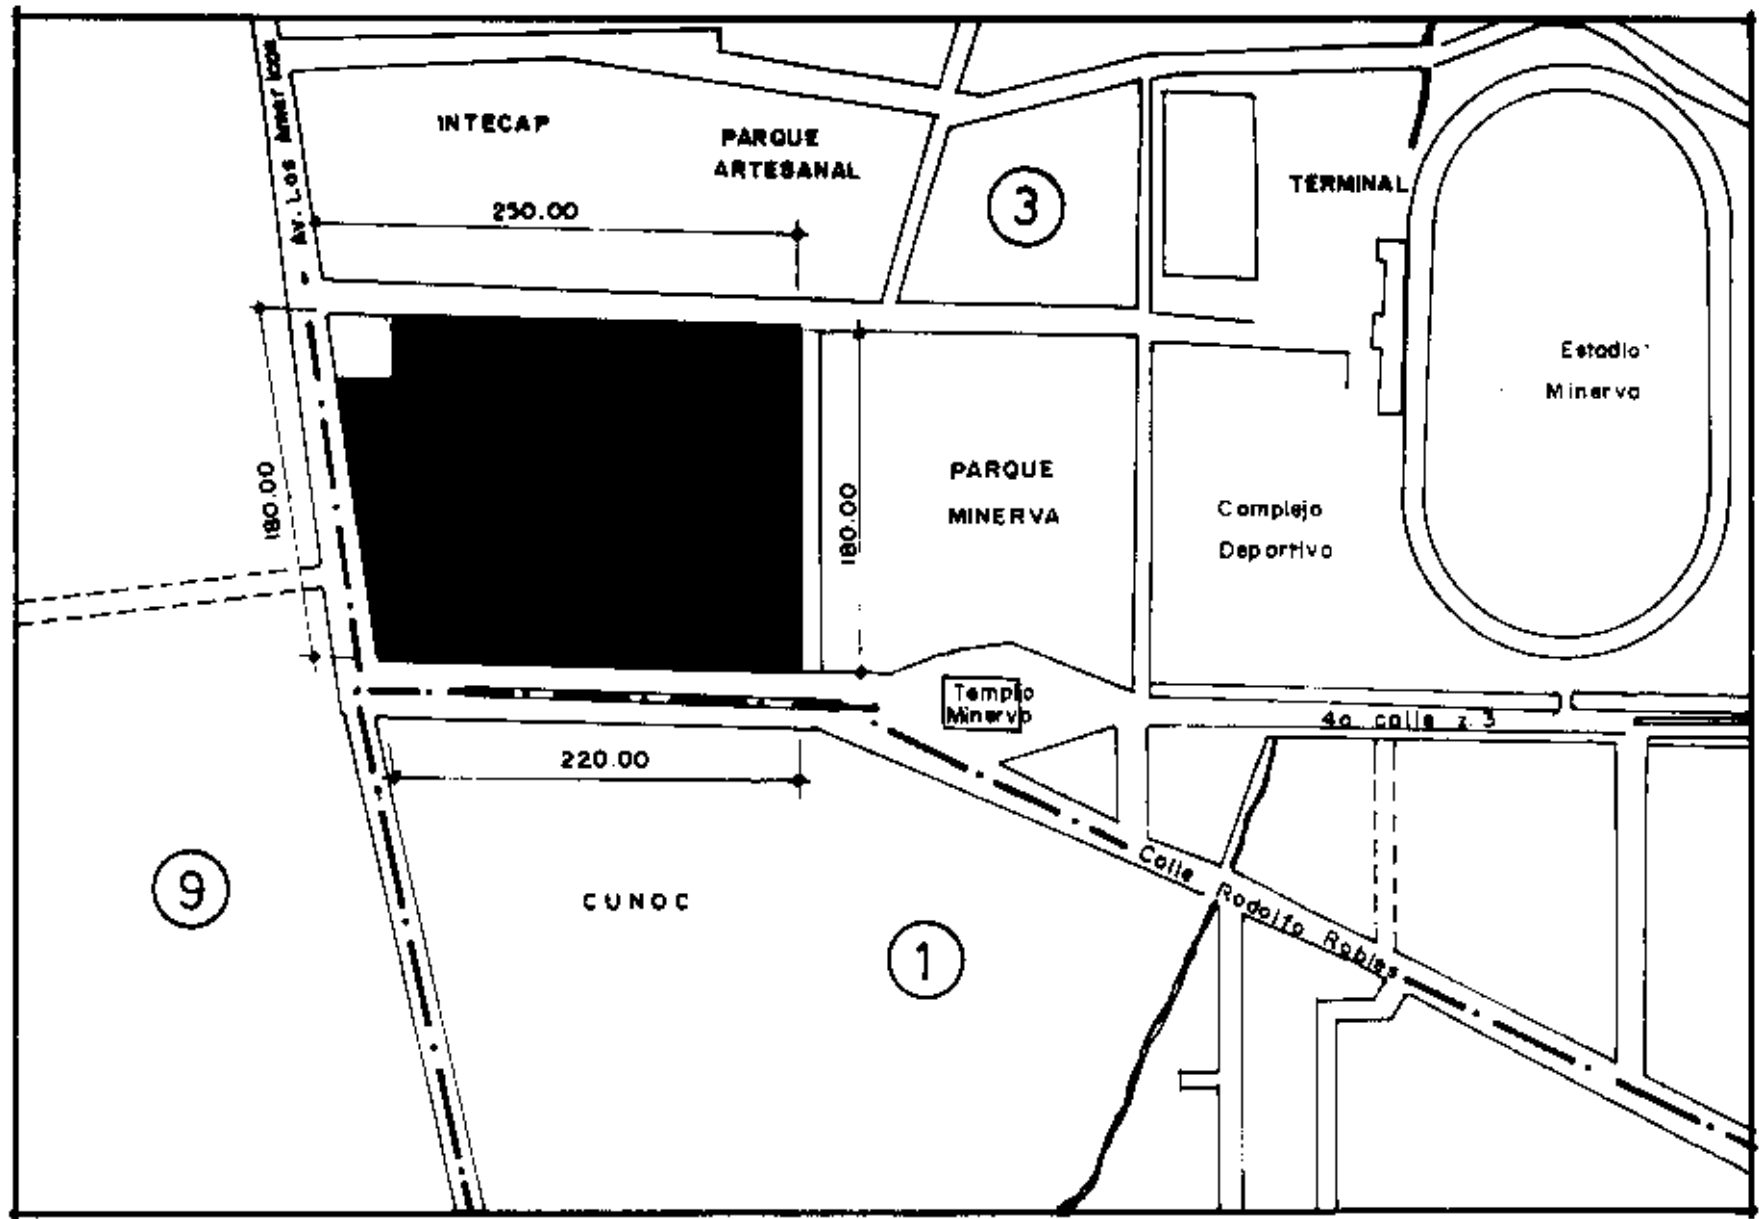 AV. Los Americas
INTECAP
PARQUE
ARTESANAL
250.00
3
TERMINAL
180.00
180.00
PARQUE
MINERVA
Complejo
Deportivo
Estadio
Minerva
Templo
Minerva
4a calle z 3
220.00
Calle Rodolfo Robles
9
CUNOC
1